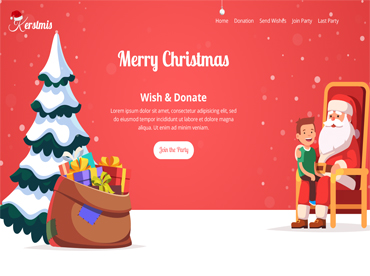 Kerstmis
Home Donation Send Wishes Join Party Last Party
Merry Christmas
Wish & Donate
Lorem ipsum dolor sit amet, consectetur adipiscing elit, sed do eiusmod
tempor incididunt ut labore et dolore magna aliqua.
Ut enim ad minim veniam.
Join the Party